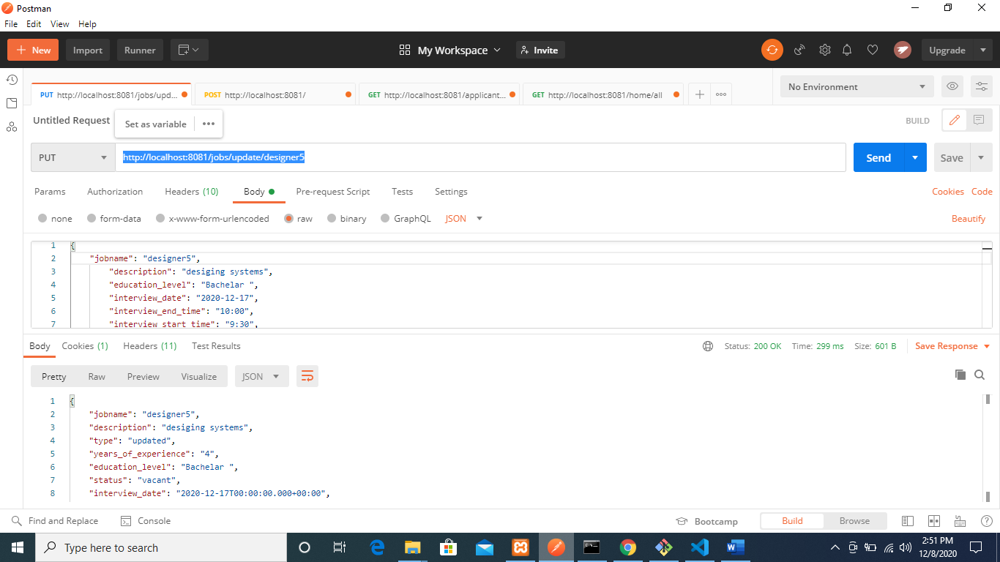 Postman
File Edit View Help
New Import Runner My Workspace Invite Upgrade
PUT http://localhost:8081/jobs/upd... POST http://localhost:8081/ GET http://localhost:8081/applicant... GET http://localhost:8081/home/all No Environment
Untitled Request Set as variable BUILD
PUT http://localhost:8081/jobs/update/designer5 Send Save
Params Authorization Headers (10) Body Pre-request Script Tests Settings Cookies Code
none form-data x-www-form-urlencoded raw binary GraphQL JSON Beautify
1 {
2 "jobname": "designer5",
3 "description": "desiging systems",
4 "education_level": "Bachelar ",
5 "interview_date": "2020-12-17",
6 "interview_end_time": "10:00",
7 "interview_start_time": "9:30",
Body Cookies (1) Headers (11) Test Results Status: 200 OK Time: 299 ms Size: 601 B Save Response
Pretty Raw Preview Visualize JSON
1 {
2 "jobname": "designer5",
3 "description": "desiging systems",
4 "type": "updated",
5 "years_of_experience": "4",
6 "education_level": "Bachelar ",
7 "status": "vacant",
8 "interview_date": "2020-12-17T00:00:00.000+00:00",
Find and Replace Console Bootcamp Build Browse
Type here to search 2:51 PM
12/8/2020